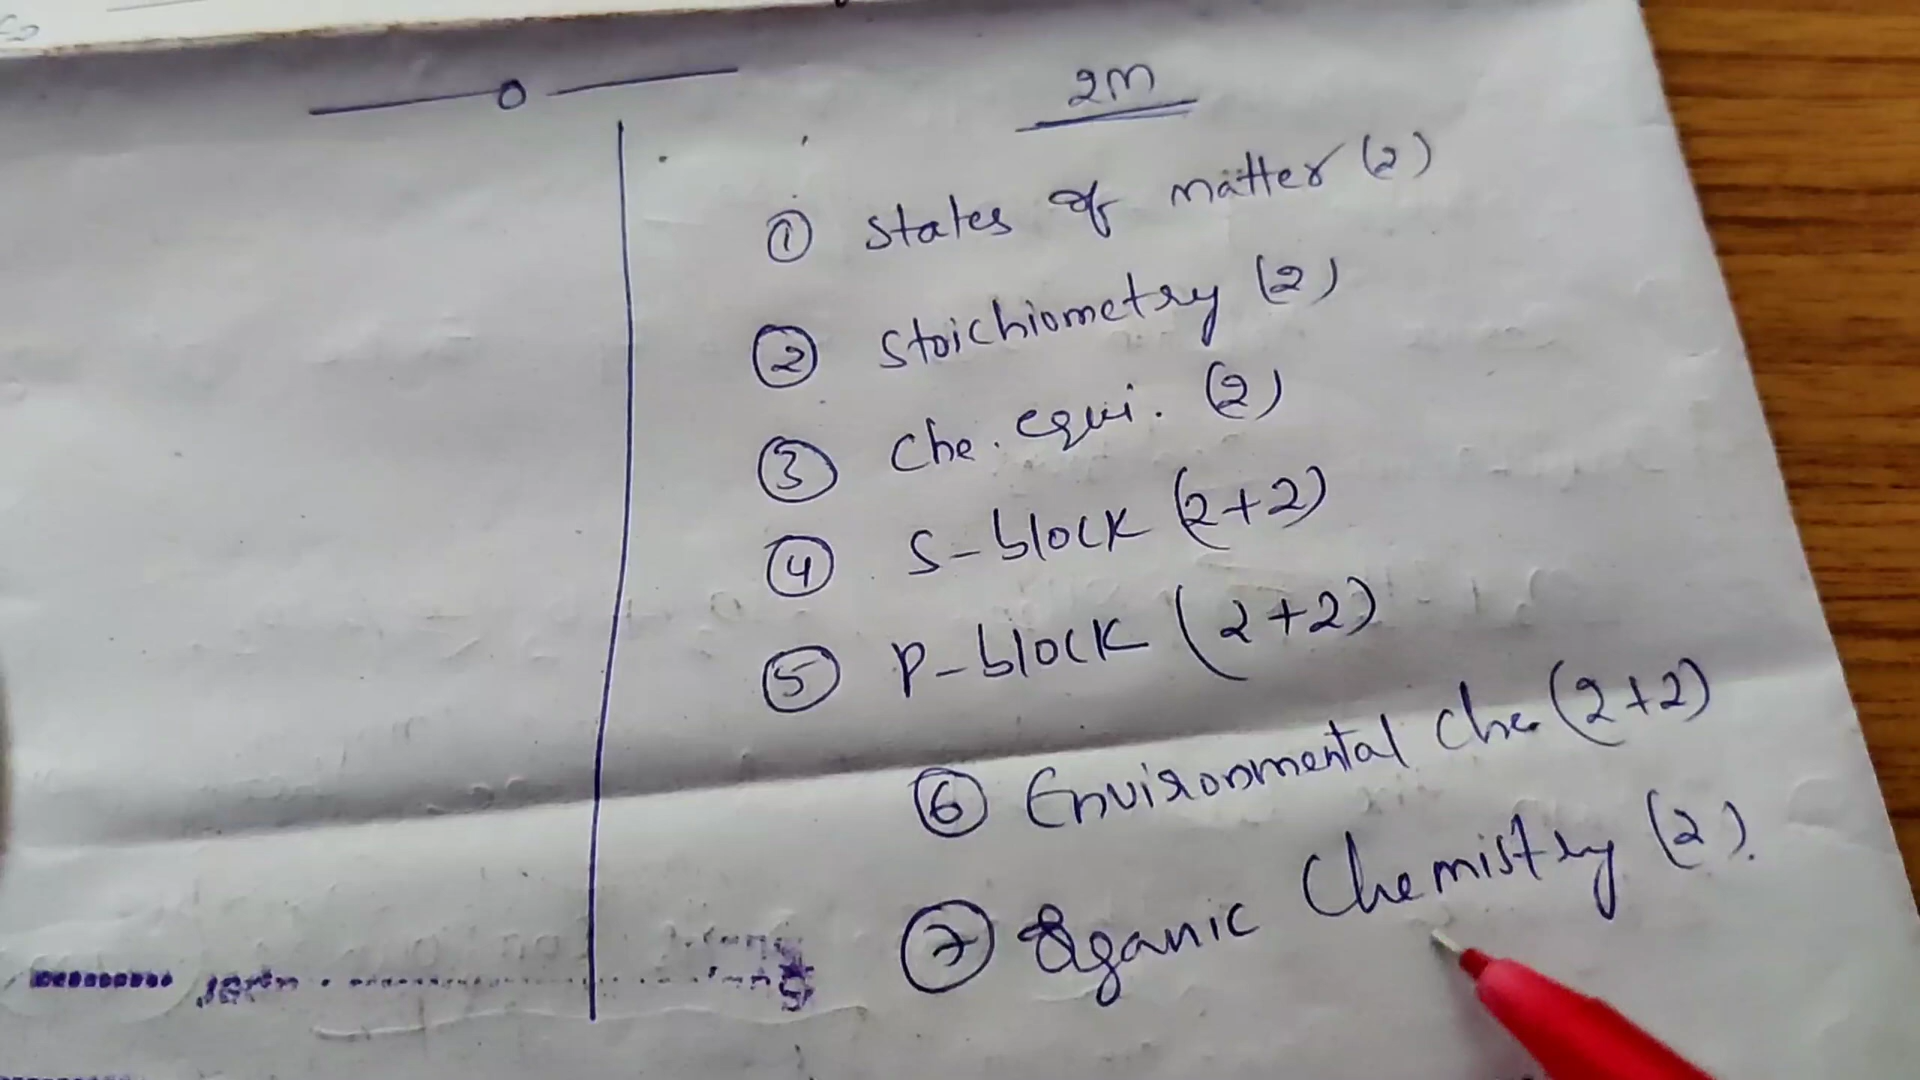 2m
① States of matter (2)
② Stoichiometry (2)
③ Che. equi. (2)
④ S-block (2+2)
⑤ P-block (2+2)
⑥ Environmental Che. (2+2)
⑦ Organic Chemistry (2).